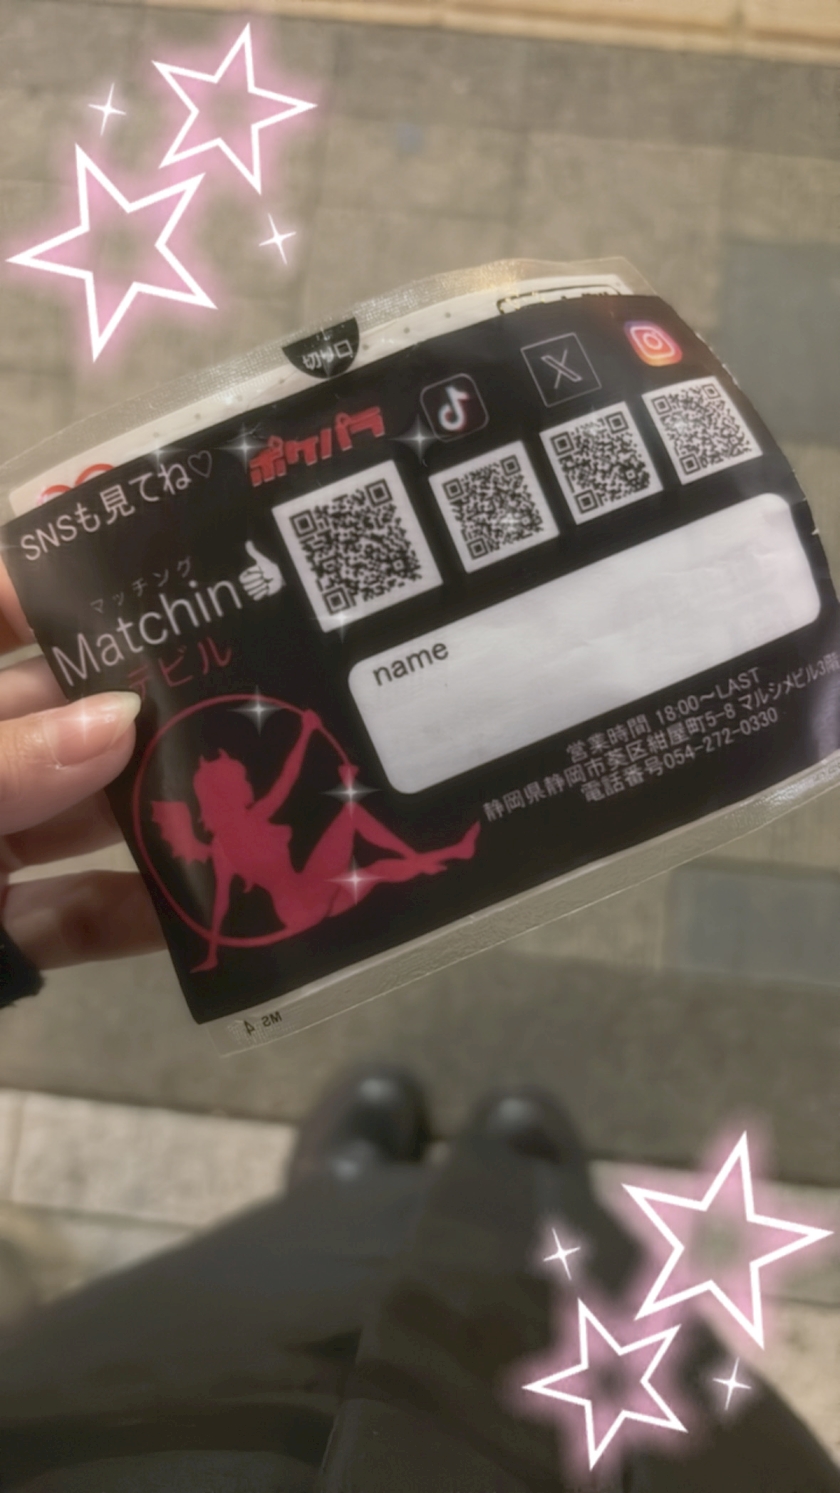 切り口
ポケパラ
SNSも見てね♡
マッチング
Matchin👍
デビル
name
営業時間 18:00〜LAST
静岡県静岡市葵区紺屋町5-8 マルシメビル3階
電話番号054-272-0330
MS 4